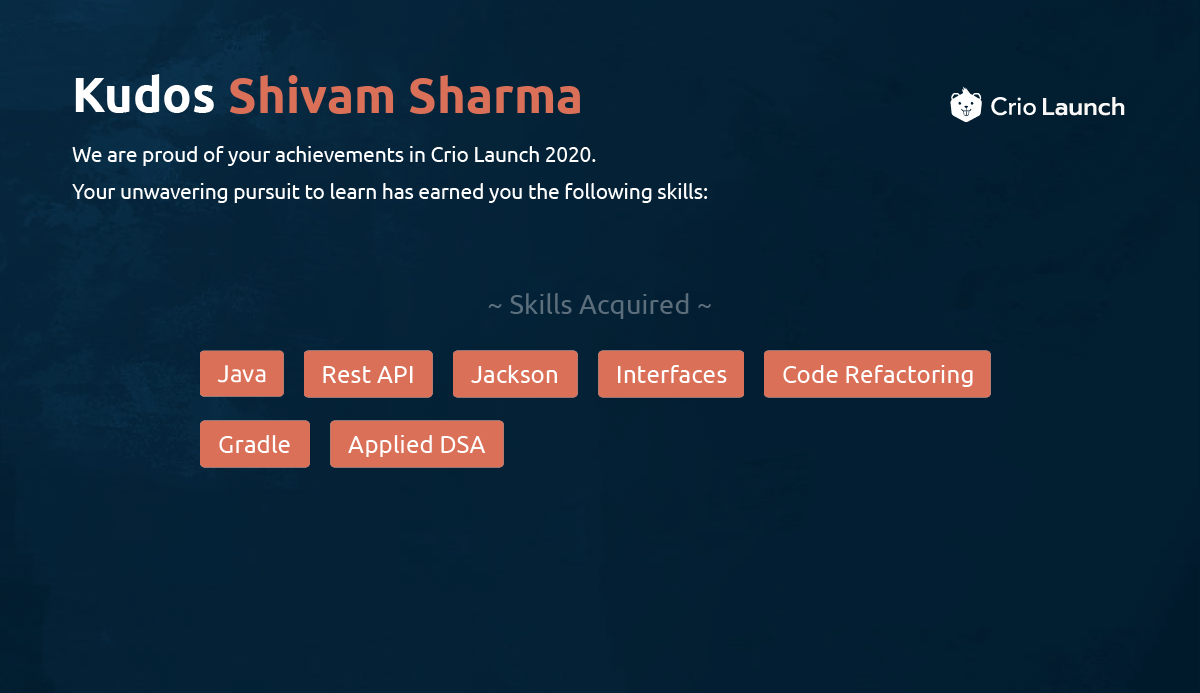 Kudos Shivam Sharma
Crio Launch
We are proud of your achievements in Crio Launch 2020.
Your unwavering pursuit to learn has earned you the following skills:
~ Skills Acquired ~
Java Rest API Jackson Interfaces Code Refactoring
Gradle Applied DSA